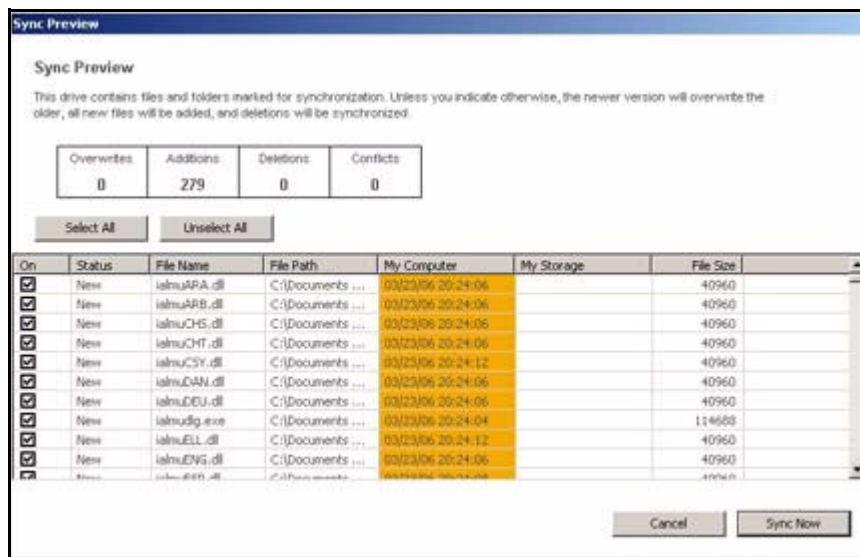 Sync Preview
Sync Preview
This drive contains files and folders marked for synchronization. Unless you indicate otherwise, the newer version will overwrite the
older, all new files will be added, and deletions will be synchronized.
Overwrites Additioins Deletions Conflicts
0 279 0 0
Select All Unselect All
On Status File Name File Path My Computer My Storage File Size
New ialmuARA.dll C:\Documents ... 03/23/06 20:24:06 40960
New ialmuARB.dll C:\Documents ... 03/23/06 20:24:06 40960
New ialmuCHS.dll C:\Documents ... 03/23/06 20:24:06 40960
New ialmuCHT.dll C:\Documents ... 03/23/06 20:24:06 40960
New ialmuCSY.dll C:\Documents ... 03/23/06 20:24:12 40960
New ialmuDAN.dll C:\Documents ... 03/23/06 20:24:06 40960
New ialmuDEU.dll C:\Documents ... 03/23/06 20:24:06 40960
New ialmudlg.exe C:\Documents ... 03/23/06 20:24:04 114688
New ialmuELL.dll C:\Documents ... 03/23/06 20:24:12 40960
New ialmuENG.dll C:\Documents ... 03/23/06 20:24:06 40960
Cancel Sync Now